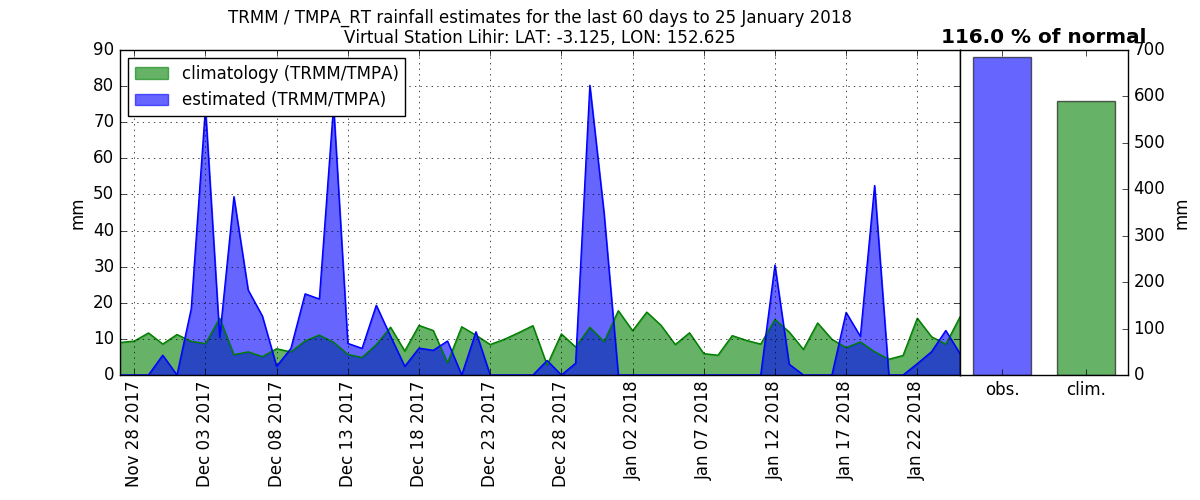 TRMM / TMPA_RT rainfall estimates for the last 60 days to 25 January 2018
Virtual Station Lihir: LAT: -3.125, LON: 152.625
116.0 % of normal
climatology (TRMM/TMPA)
estimated (TRMM/TMPA)
90
80
70
60
50
40
30
20
10
0
mm
Nov 28 2017
Dec 03 2017
Dec 08 2017
Dec 13 2017
Dec 18 2017
Dec 23 2017
Dec 28 2017
Jan 02 2018
Jan 07 2018
Jan 12 2018
Jan 17 2018
Jan 22 2018
700
600
500
400
300
200
100
0
mm
obs.
clim.